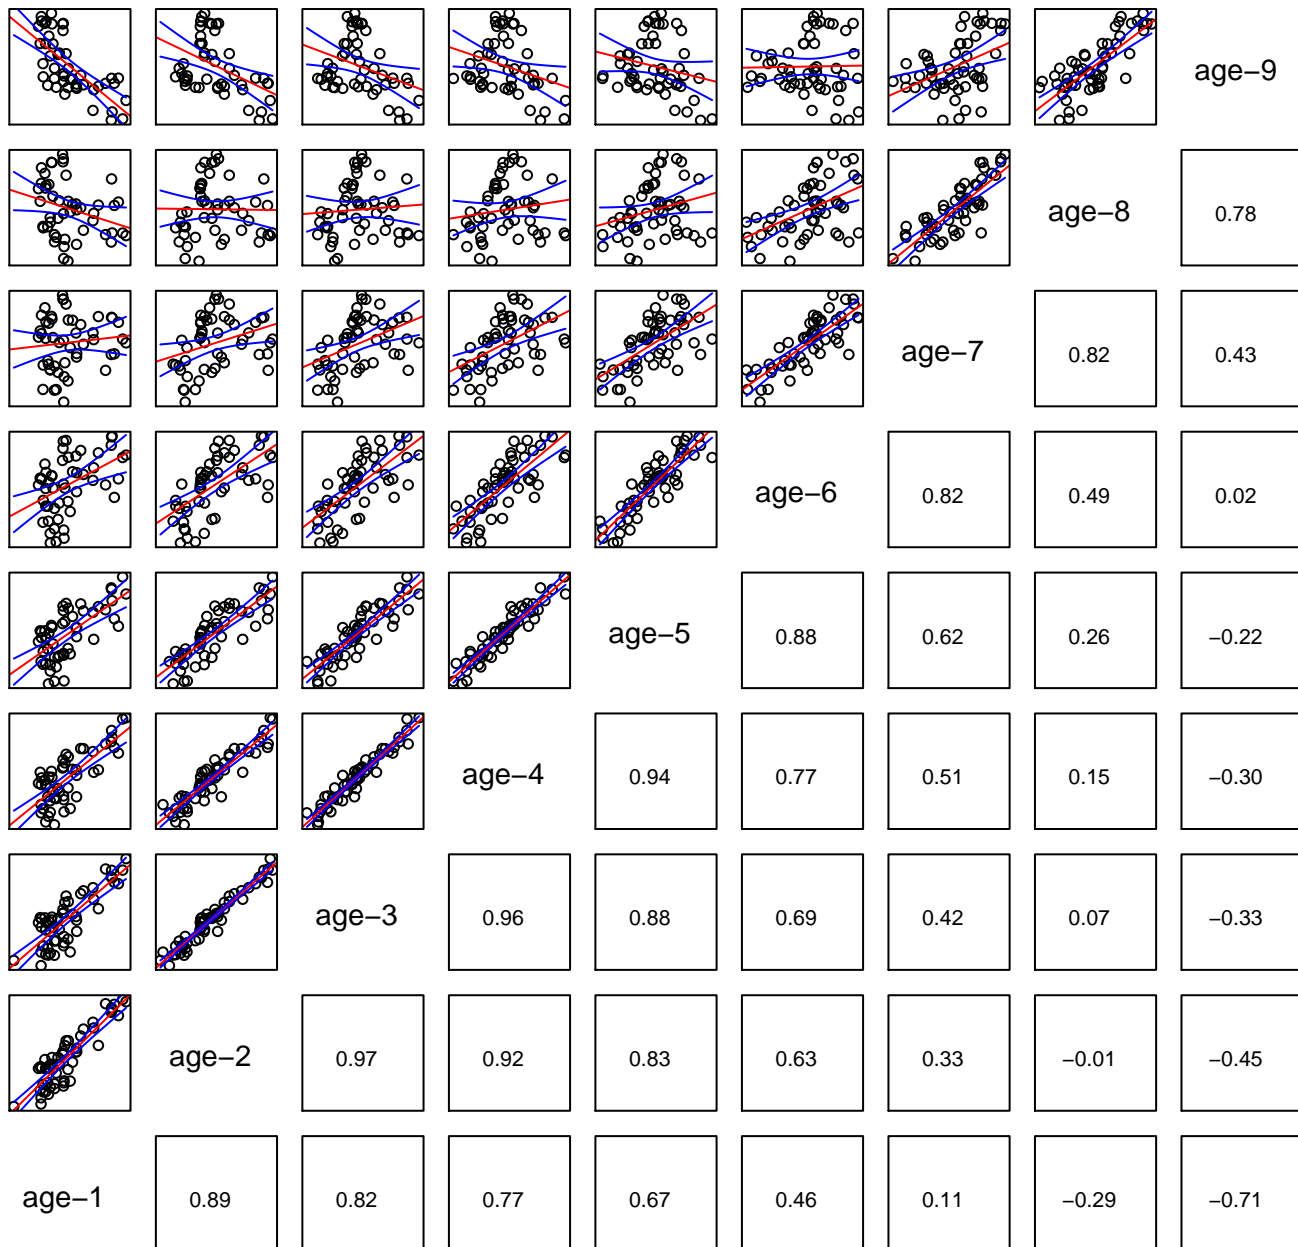 age−9
age−8 0.78
age−7 0.82 0.43
age−6 0.82 0.49 0.02
age−5 0.88 0.62 0.26 −0.22
age−4 0.94 0.77 0.51 0.15 −0.30
age−3 0.96 0.88 0.69 0.42 0.07 −0.33
age−2 0.97 0.92 0.83 0.63 0.33 −0.01 −0.45
age−1 0.89 0.82 0.77 0.67 0.46 0.11 −0.29 −0.71